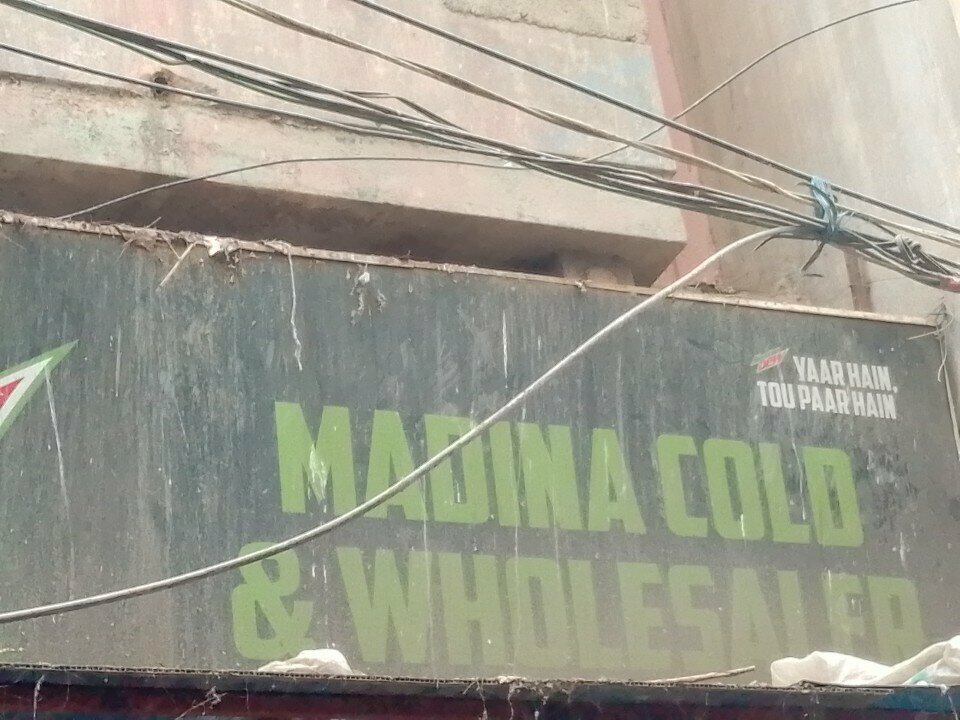 YAAR HAIN,
TOU PAAR HAIN
MADINA COLD
& WHOLESALER